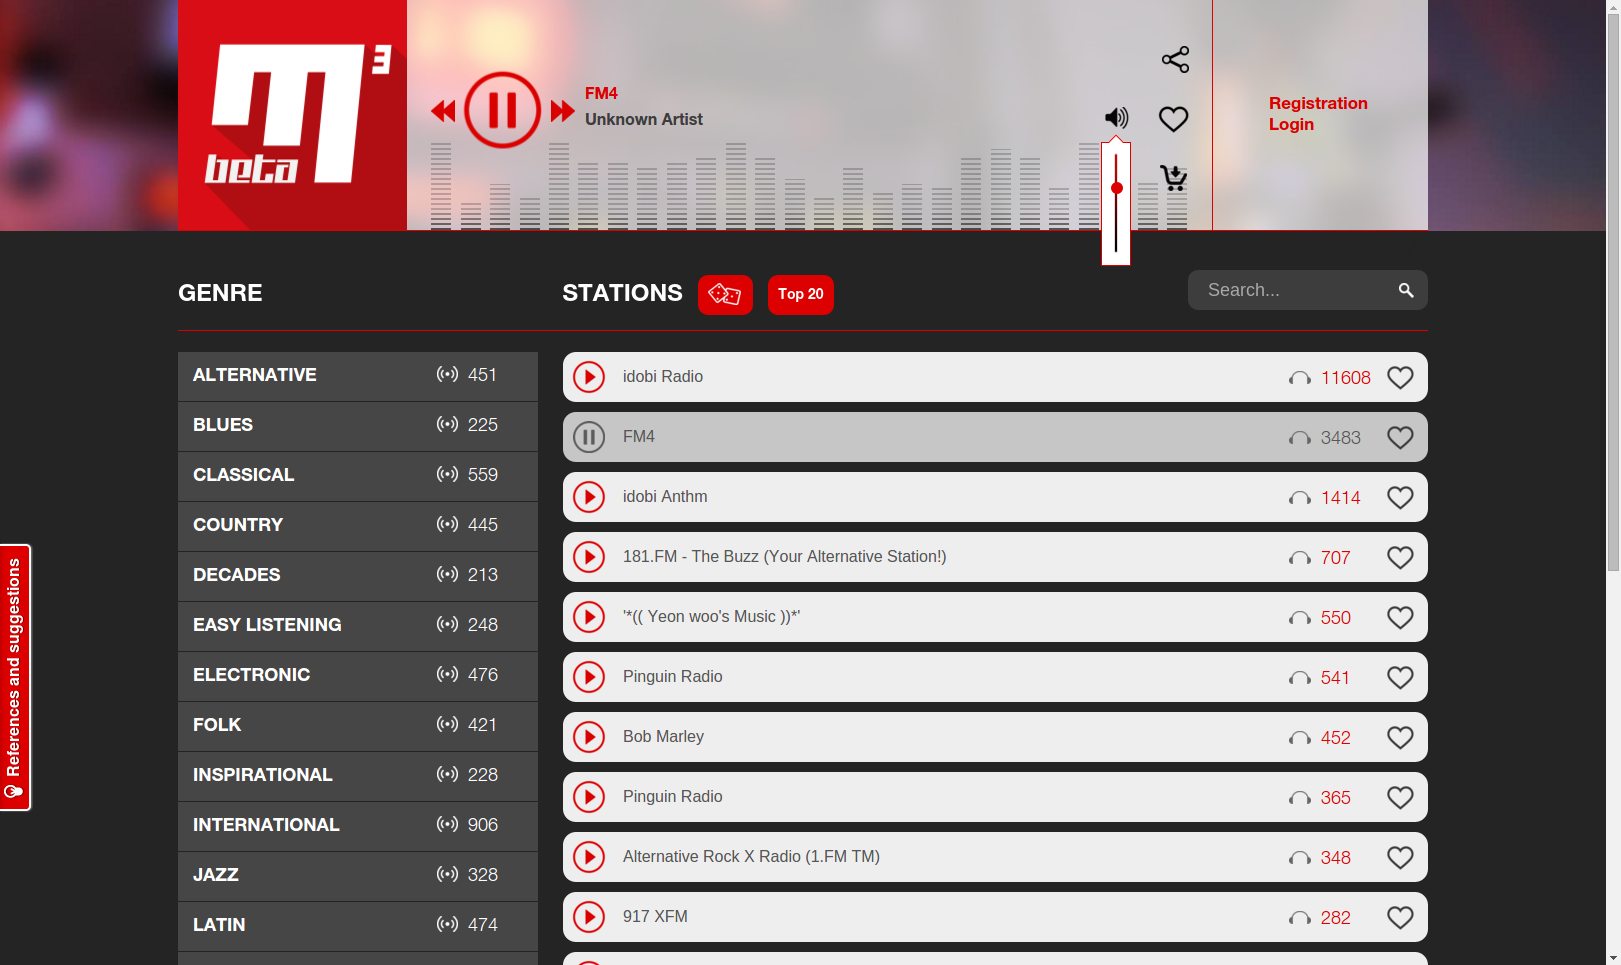 3
beta
FM4
Unknown Artist
Registration
Login
GENRE
STATIONS
Top 20
Search...
ALTERNATIVE 451
BLUES 225
CLASSICAL 559
COUNTRY 445
DECADES 213
EASY LISTENING 248
ELECTRONIC 476
FOLK 421
INSPIRATIONAL 228
INTERNATIONAL 906
JAZZ 328
LATIN 474
idobi Radio 11608
FM4 3483
idobi Anthm 1414
181.FM - The Buzz (Your Alternative Station!) 707
'*(( Yeon woo's Music ))*' 550
Pinguin Radio 541
Bob Marley 452
Pinguin Radio 365
Alternative Rock X Radio (1.FM TM) 348
917 XFM 282
References and suggestions